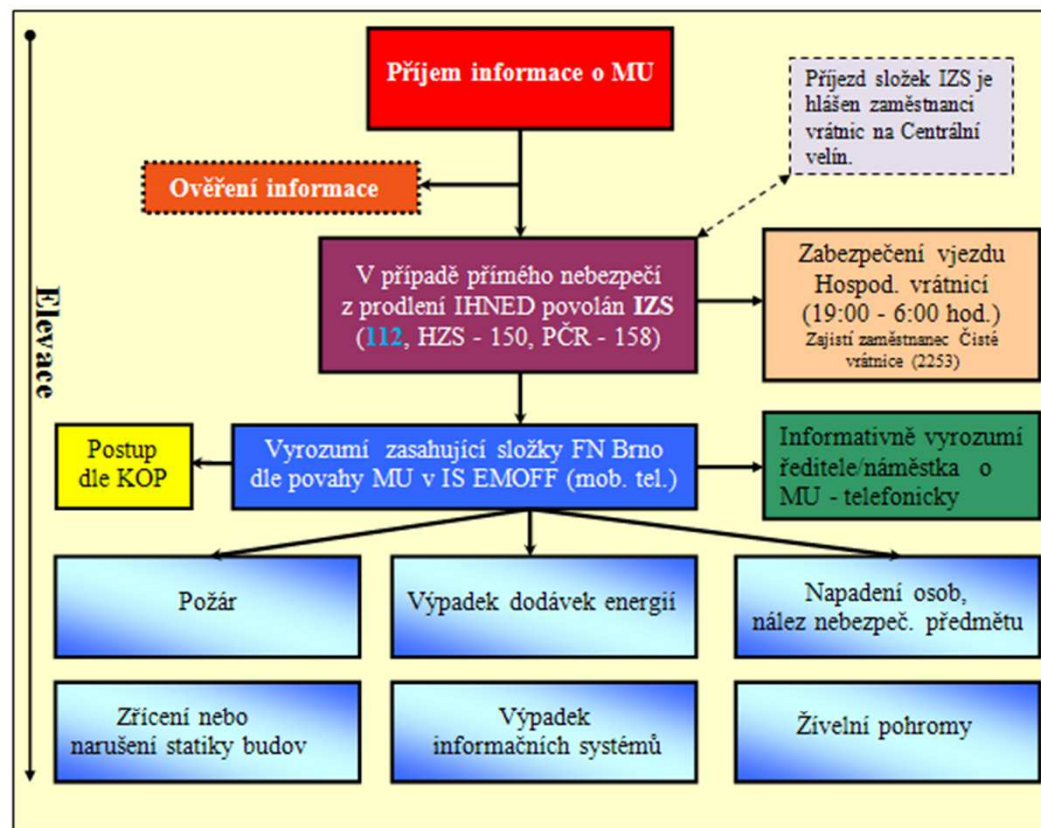 Příjem informace o MU
Příjezd složek IZS je
hlášen zaměstnanci
vrátnic na Centrální
velín.
Ověření informace
V případě přímého nebezpečí
z prodlení IHNED povolán IZS
(112, HZS - 150, PČR - 158)
Zabezpečení vjezdu
Hospod. vrátnicí
(19:00 - 6:00 hod.)
Zajistí zaměstnanec Čisté
vrátnice (2253)
Elevace
Postup
dle KOP
Vyrozumí zasahující složky FN Brno
dle povahy MU v IS EMOFF (mob. tel.)
Informativně vyrozumí
ředitele/náměstka o
MU - telefonicky
Požár
Výpadek dodávek energií
Napadení osob,
nález nebezpeč. předmětu
Zřícení nebo
narušení statiky budov
Výpadek
informačních systémů
Živelní pohromy